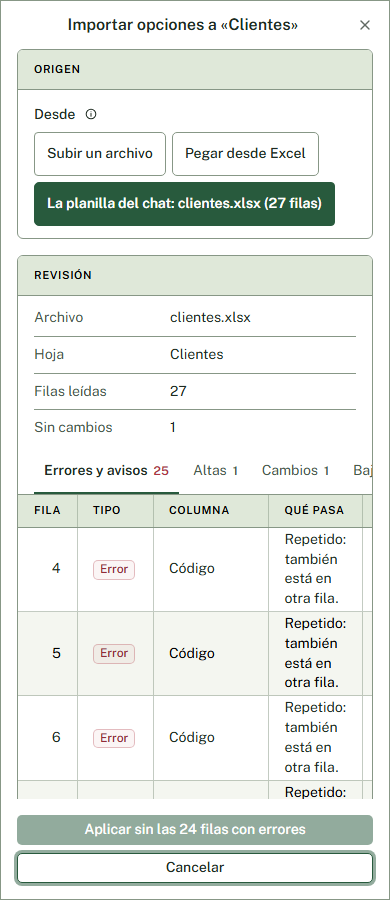 Importar opciones a «Clientes»
ORIGEN
Desde
Subir un archivo
Pegar desde Excel
La planilla del chat: clientes.xlsx (27 filas)
REVISIÓN
Archivo clientes.xlsx
Hoja Clientes
Filas leídas 27
Sin cambios 1
Errores y avisos 25 Altas 1 Cambios 1 Baj
FILA TIPO COLUMNA QUÉ PASA
4 Error Código Repetido:
también
está en
otra fila.
5 Error Código Repetido:
también
está en
otra fila.
6 Error Código Repetido:
también
está en
otra fila.
Repetido:
Aplicar sin las 24 filas con errores
Cancelar